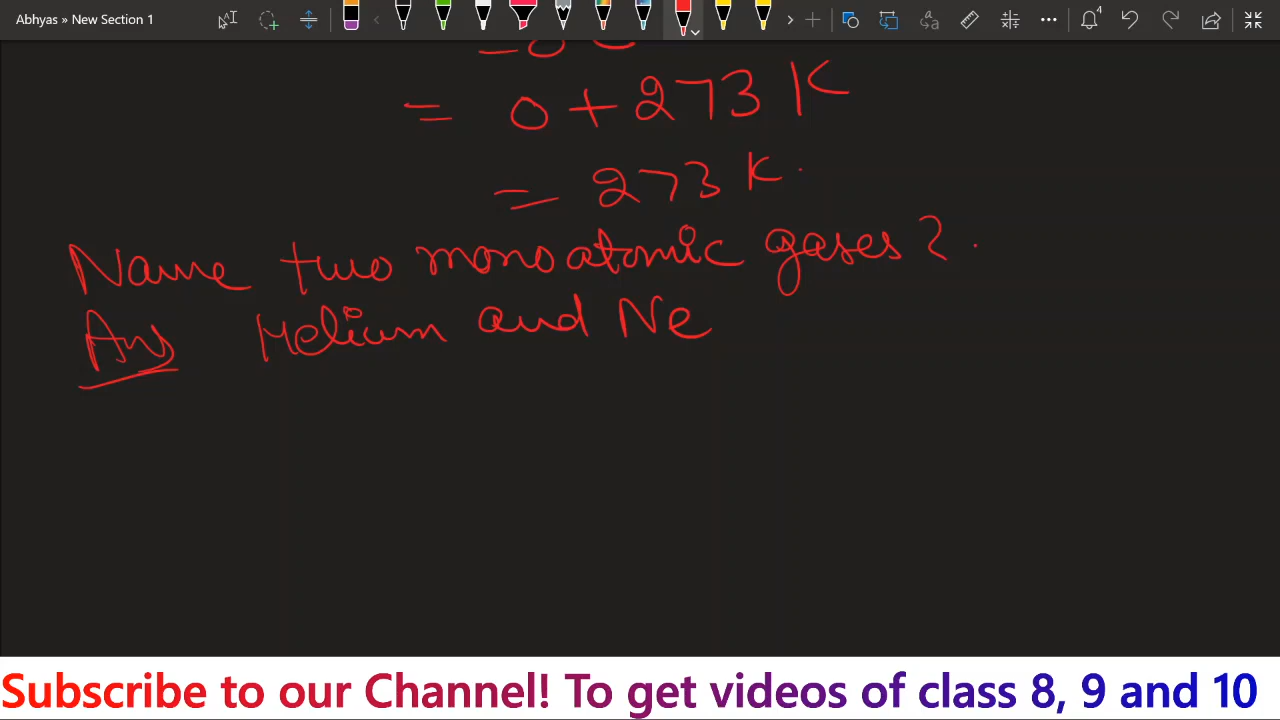 Abhyas » New Section 1
= 0 + 273 K
= 273 K.
Name two monoatomic gases?.
Ans Helium and Ne
Subscribe to our Channel! To get videos of class 8, 9 and 10